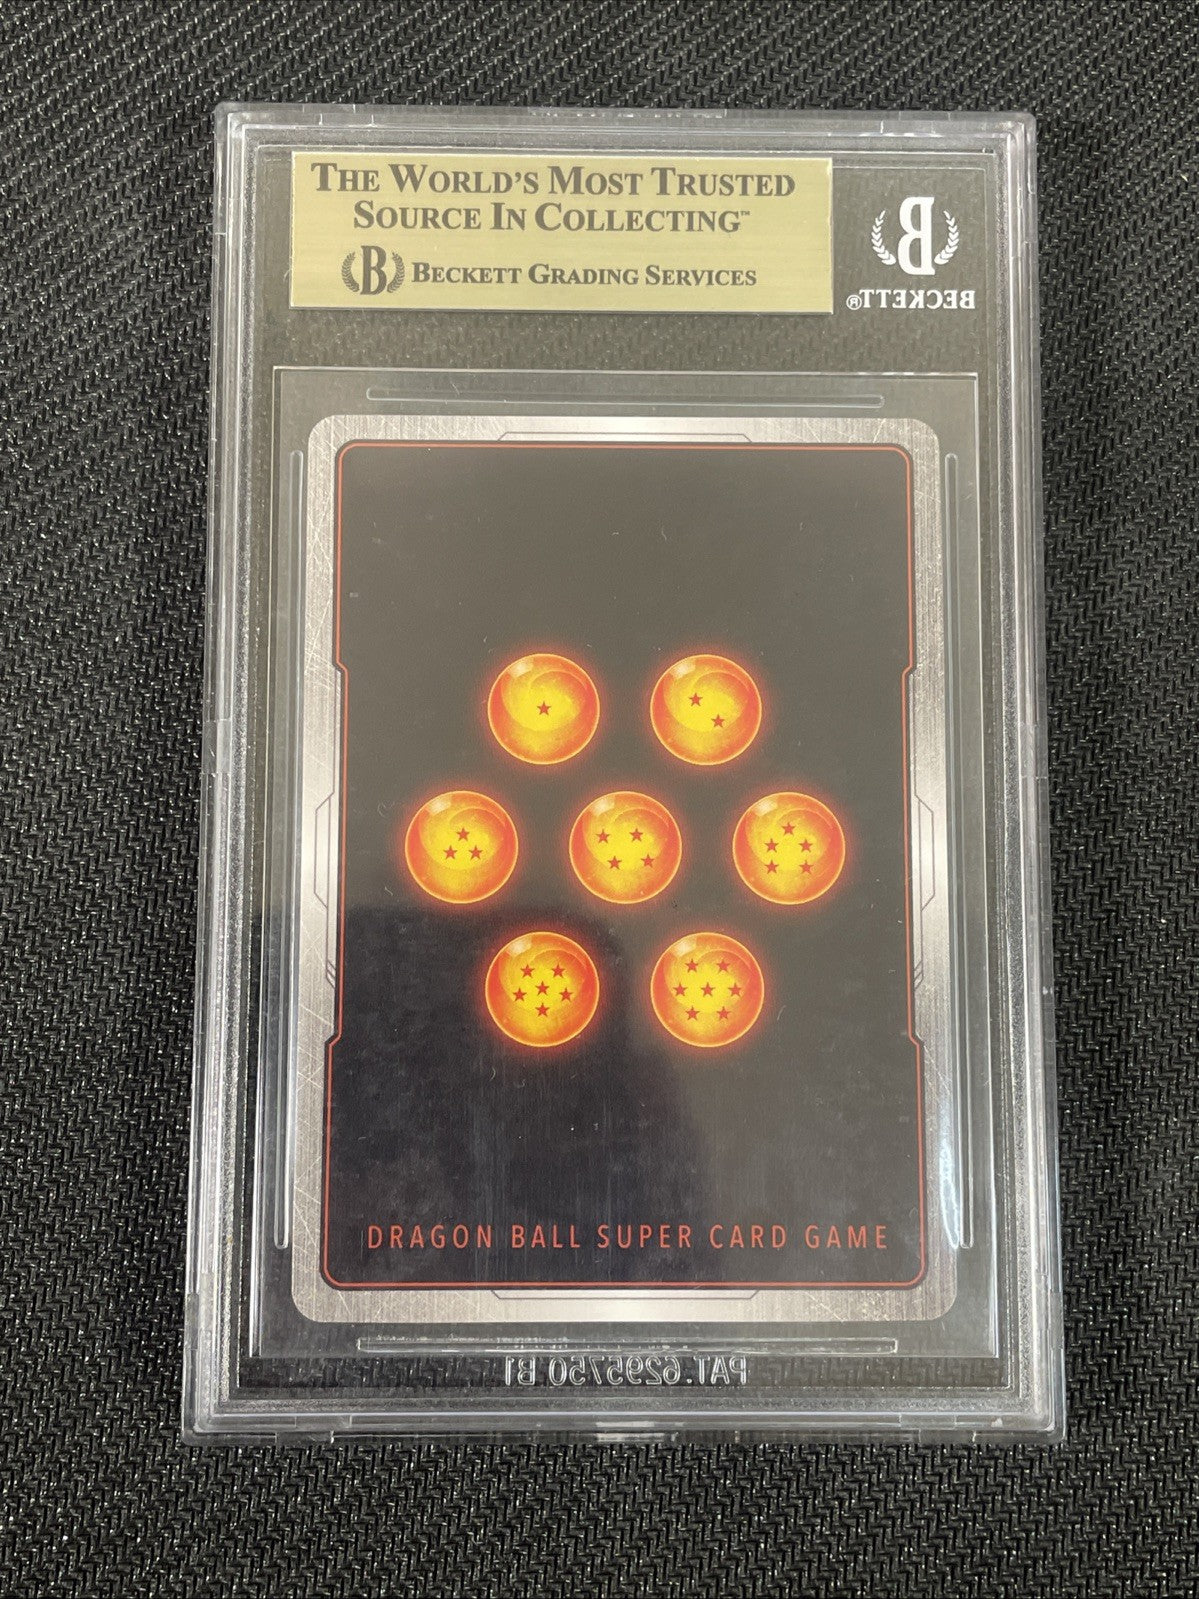 THE WORLD'S MOST TRUSTED
SOURCE IN COLLECTING™
B BECKETT GRADING SERVICES
B
BECKETT®
DRAGON BALL SUPER CARD GAME
PAT. 6295750 B1